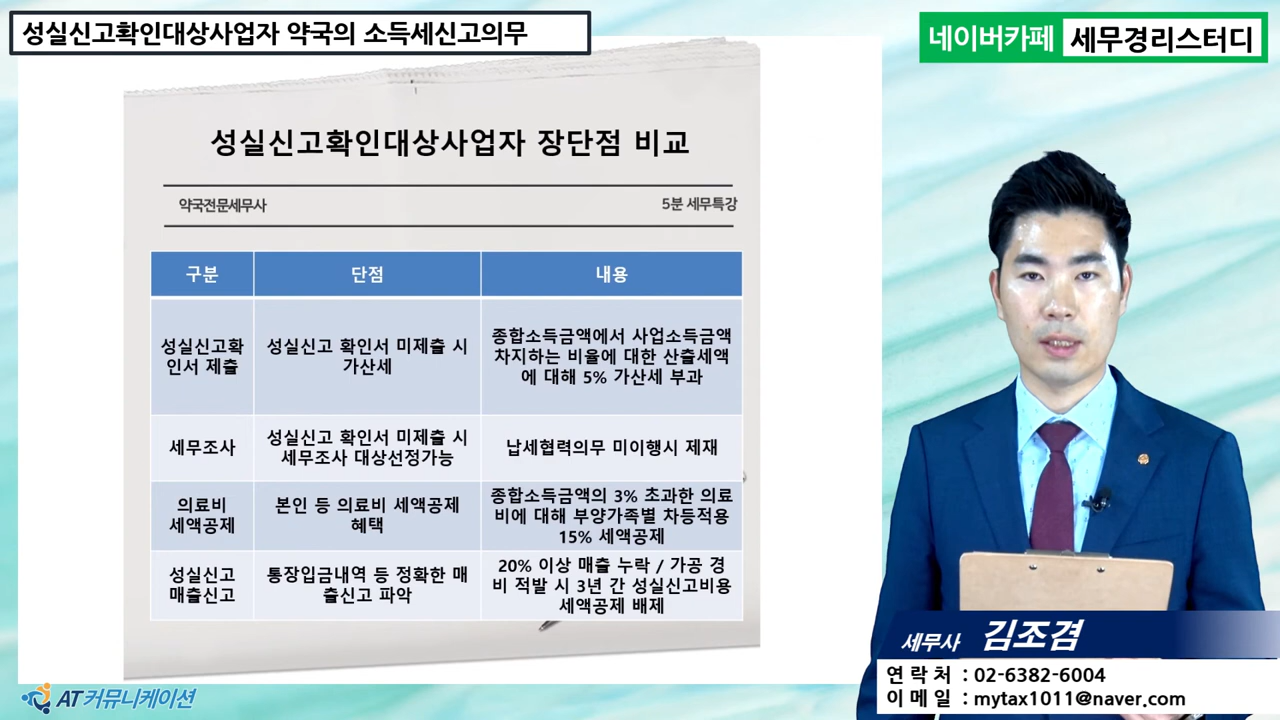 성실신고확인대상사업자 약국의 소득세신고의무
네이버카페 세무경리스터디
성실신고확인대상사업자 장단점 비교
약국전문세무사
5분 세무특강
구분
단점
내용
성실신고확
인서 제출
성실신고 확인서 미제출 시
가산세
종합소득금액에서 사업소득금액
차지하는 비율에 대한 산출세액
에 대해 5% 가산세 부과
세무조사
성실신고 확인서 미제출 시
세무조사 대상선정가능
납세협력의무 미이행시 제재
의료비
세액공제
본인 등 의료비 세액공제
혜택
종합소득금액의 3% 초과한 의료
비에 대해 부양가족별 차등적용
15% 세액공제
성실신고
매출신고
통장입금내역 등 정확한 매
출신고 파악
20% 이상 매출 누락 / 가공 경
비 적발 시 3년 간 성실신고비용
세액공제 배제
세무사 김조겸
연 락 처 : 02-6382-6004
이 메 일 : mytax1011@naver.com
AT커뮤니케이션